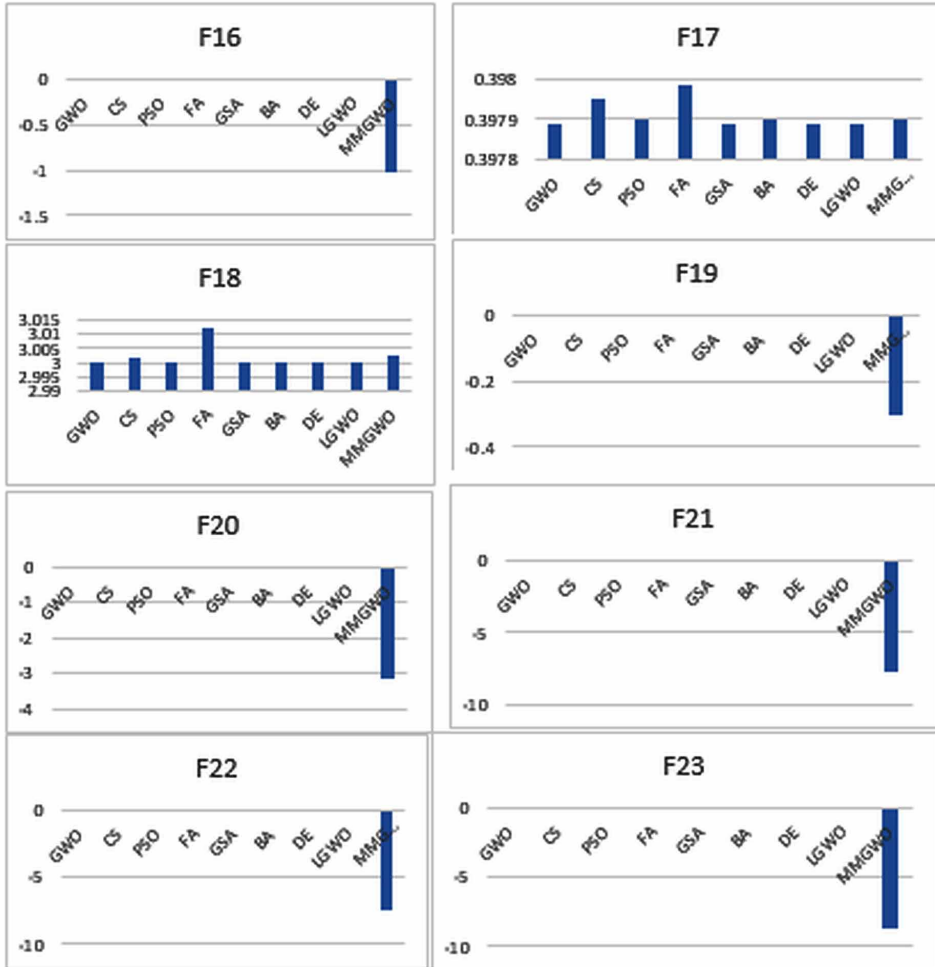 F16
0
-0.5
-1
-1.5
GWO
CS
PSO
FA
GSA
BA
DE
LGWO
MMGWO
F17
0.398
0.3979
0.3978
GWO
CS
PSO
FA
GSA
BA
DE
LGWO
MMG...
F18
3.015
3.01
3.005
3
2.995
2.99
GWO
CS
PSO
FA
GSA
BA
DE
LGWO
MMGWO
F19
0
-0.2
-0.4
GWO
CS
PSO
FA
GSA
BA
DE
LGWO
MMG...
F20
0
-1
-2
-3
-4
GWO
CS
PSO
FA
GSA
BA
DE
LGWO
MMGWO
F21
0
-5
-10
GWO
CS
PSO
FA
GSA
BA
DE
LGWO
MMGWO
F22
0
-5
-10
GWO
CS
PSO
FA
GSA
BA
DE
LGWO
MMG...
F23
0
-5
-10
GWO
CS
PSO
FA
GSA
BA
DE
LGWO
MMGWO